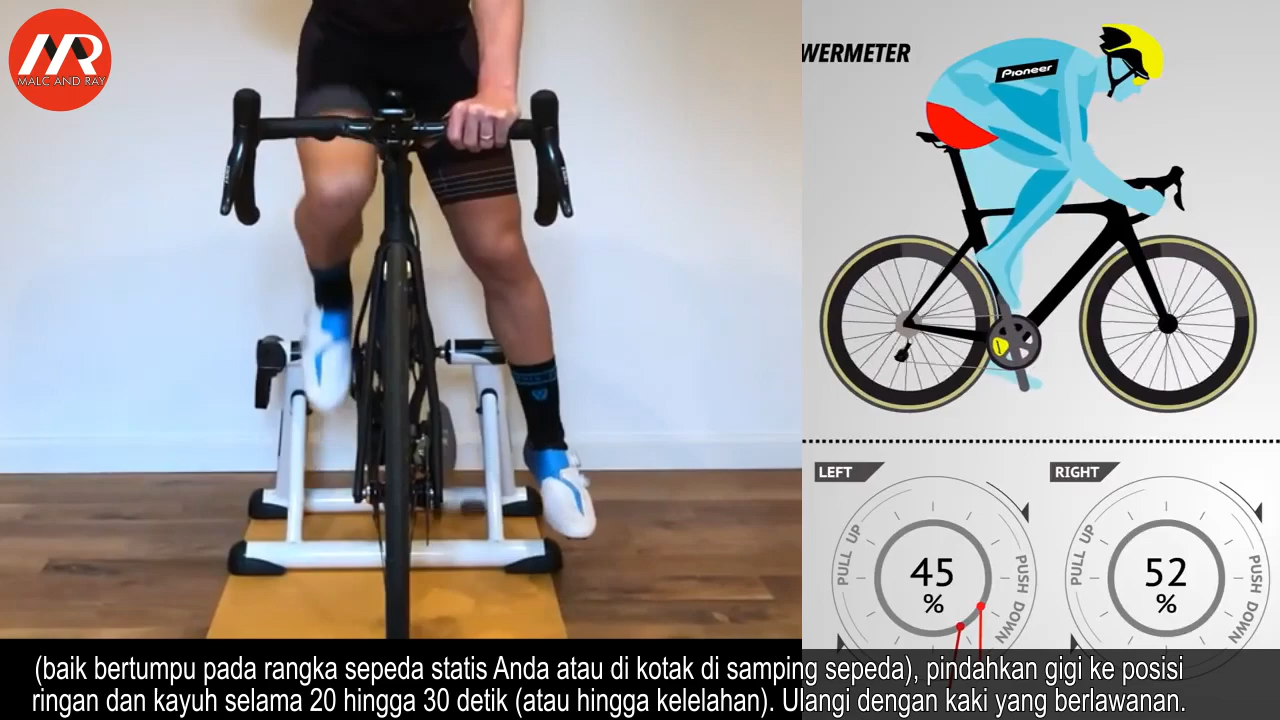 MR
MALC AND RAY
WERMETER
Pioneer
LEFT
RIGHT
PULL UP
45
%
PUSH DOWN
PULL UP
52
%
PUSH DOWN
(baik bertumpu pada rangka sepeda statis Anda atau di kotak di samping sepeda), pindahkan gigi ke posisi
ringan dan kayuh selama 20 hingga 30 detik (atau hingga kelelahan). Ulangi dengan kaki yang berlawanan.